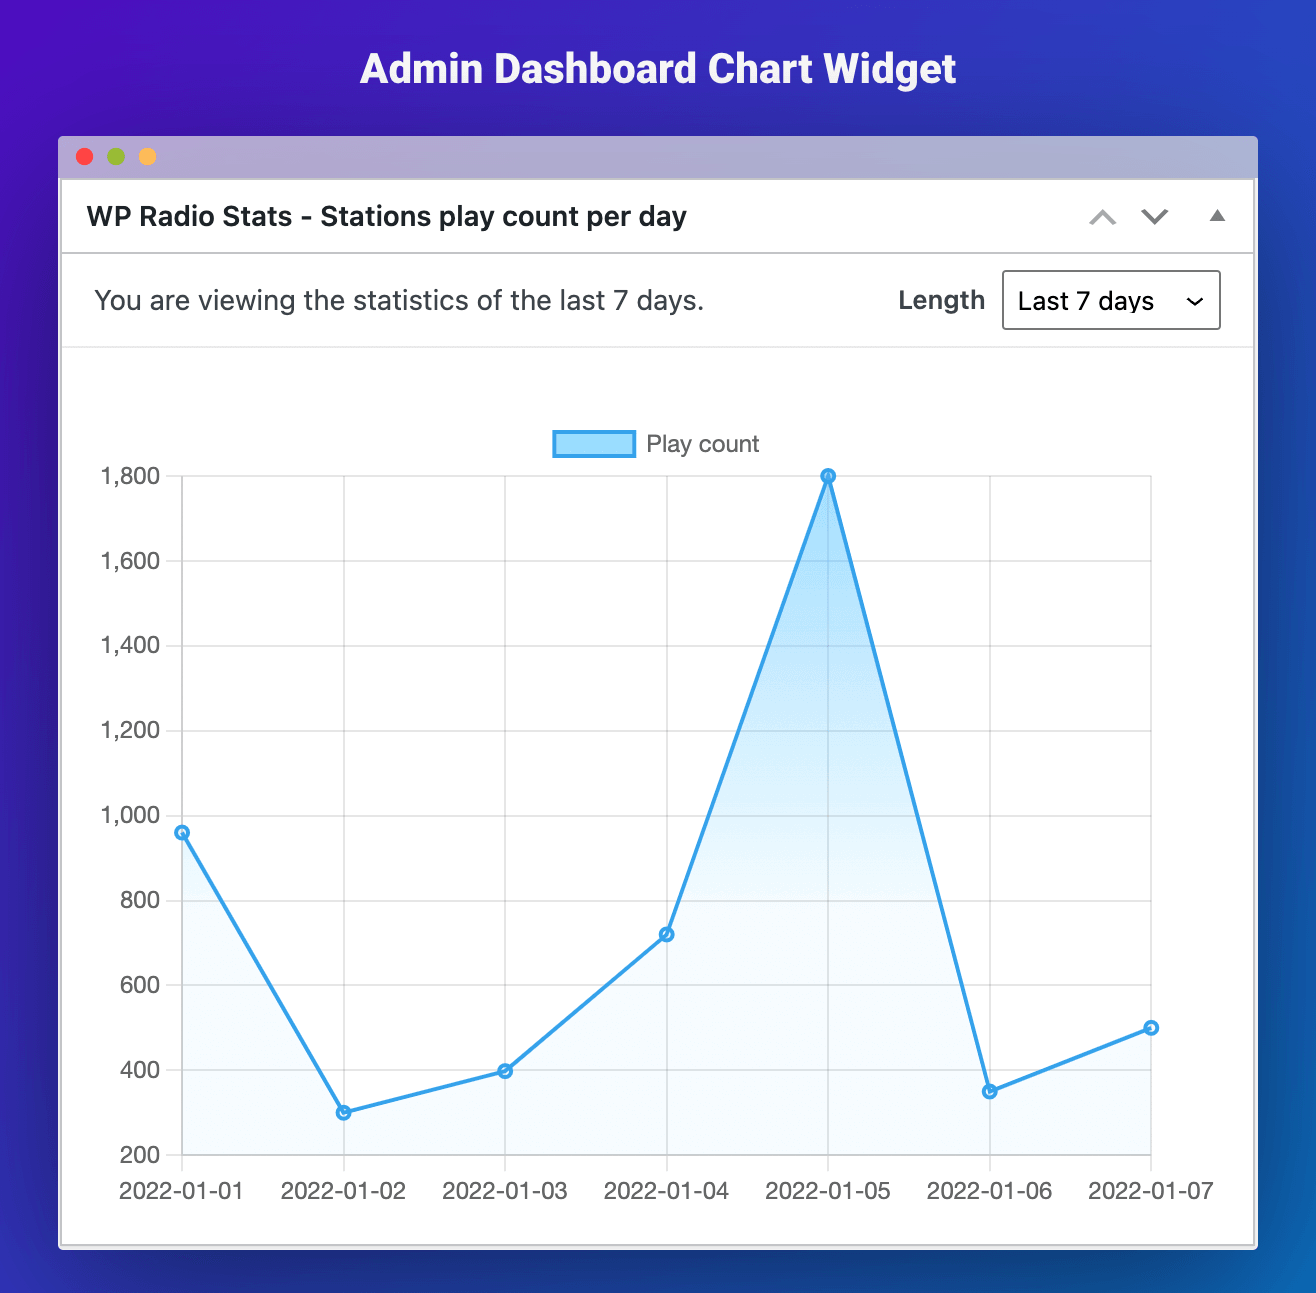 Admin Dashboard Chart Widget
WP Radio Stats - Stations play count per day
You are viewing the statistics of the last 7 days.
Length
Last 7 days
Play count
1,800
1,600
1,400
1,200
1,000
800
600
400
200
2022-01-01 2022-01-02 2022-01-03 2022-01-04 2022-01-05 2022-01-06 2022-01-07